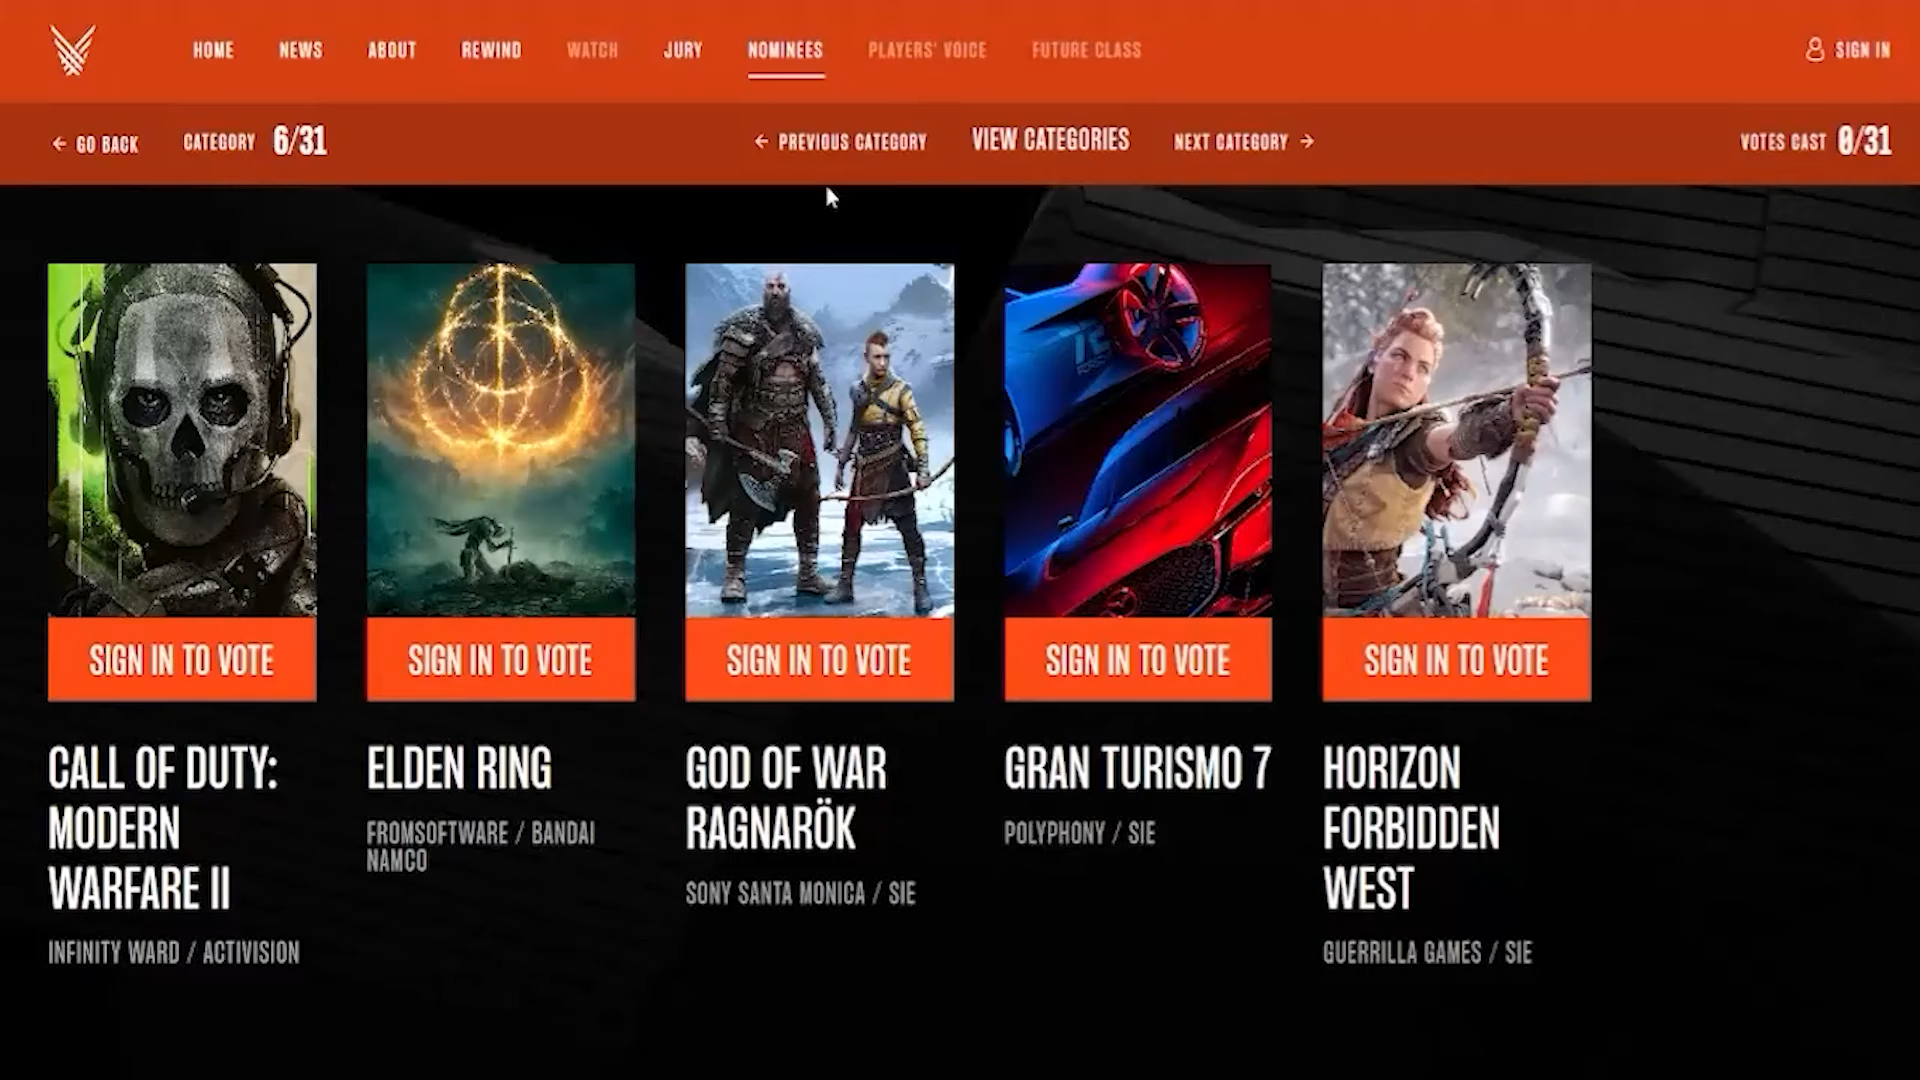 HOME NEWS ABOUT REWIND WATCH JURY NOMINEES PLAYERS' VOICE FUTURE CLASS SIGN IN
GO BACK CATEGORY 6/31 PREVIOUS CATEGORY VIEW CATEGORIES NEXT CATEGORY VOTES CAST 0/31
SIGN IN TO VOTE
SIGN IN TO VOTE
SIGN IN TO VOTE
SIGN IN TO VOTE
SIGN IN TO VOTE
CALL OF DUTY:
MODERN
WARFARE II
INFINITY WARD / ACTIVISION
ELDEN RING
FROMSOFTWARE / BANDAI
NAMCO
GOD OF WAR
RAGNARÖK
SONY SANTA MONICA / SIE
GRAN TURISMO 7
POLYPHONY / SIE
HORIZON
FORBIDDEN
WEST
GUERRILLA GAMES / SIE